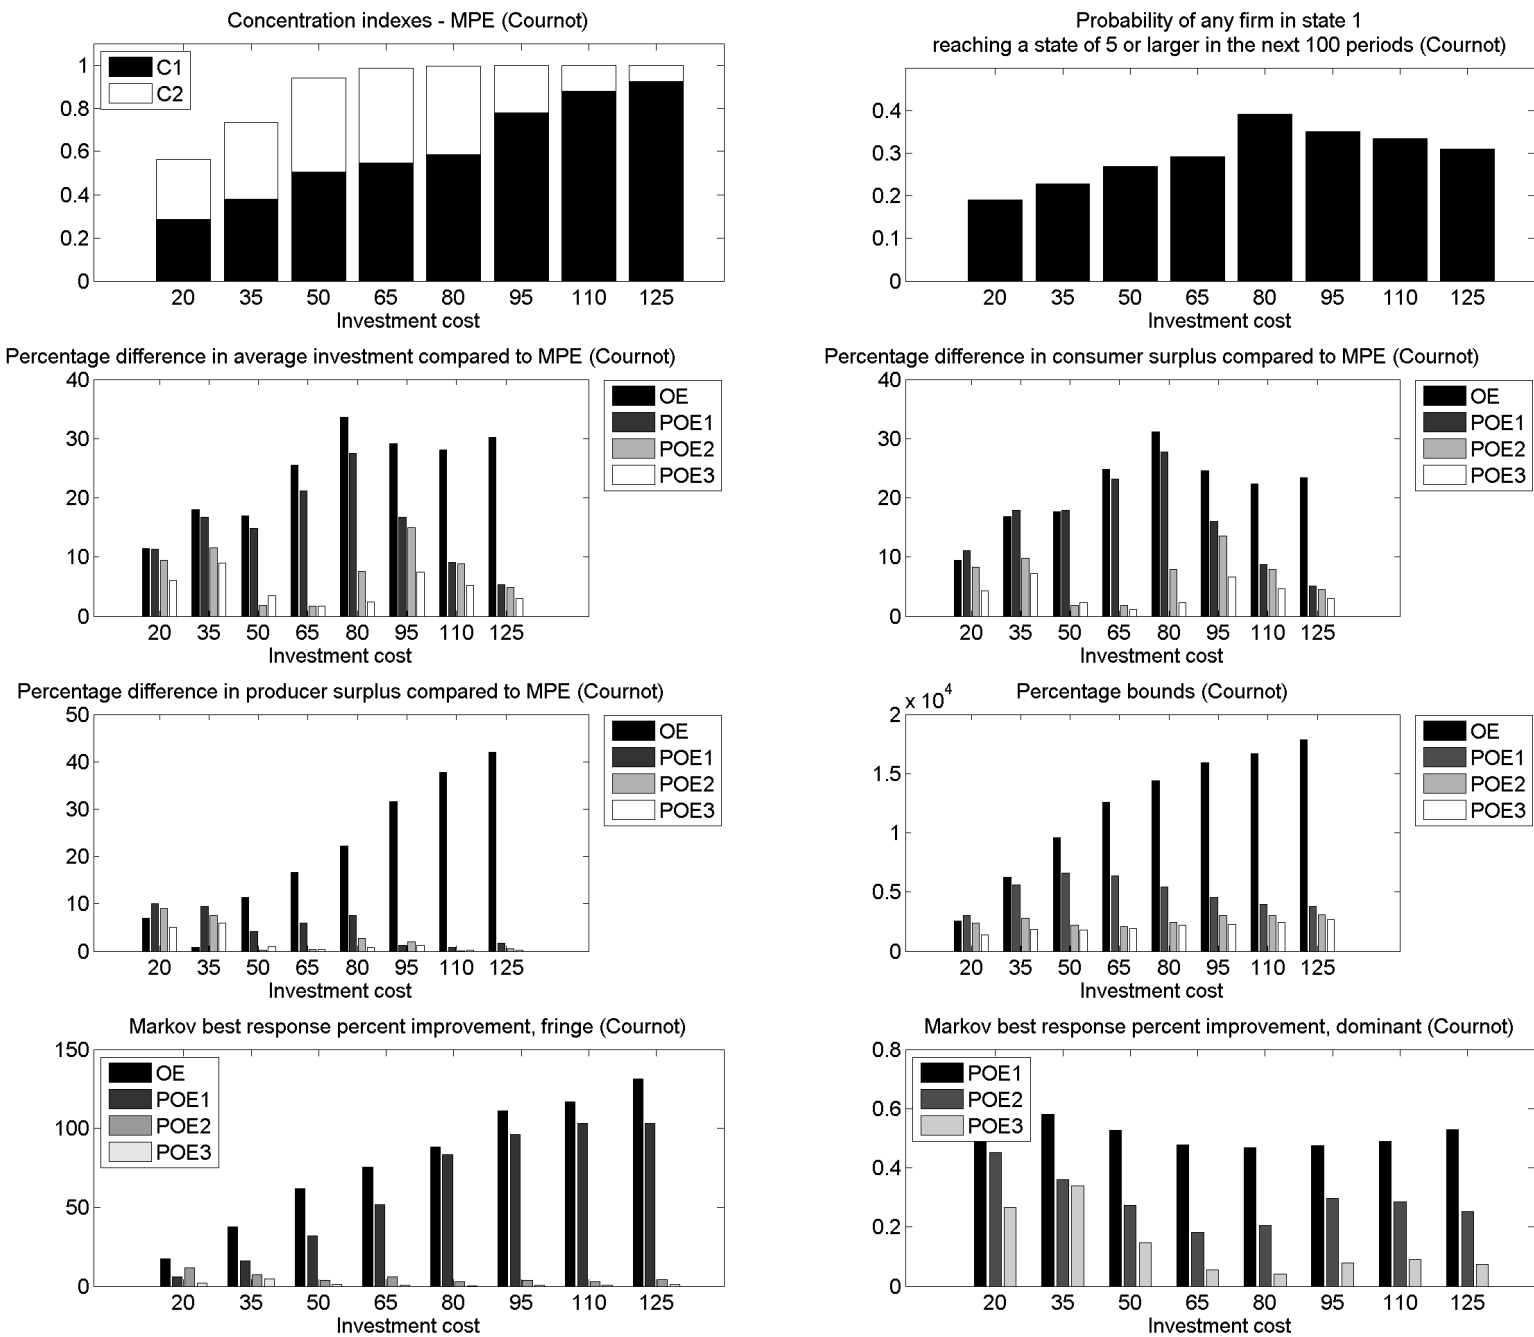 Concentration indexes - MPE (Cournot)
C1
C2
1
0.8
0.6
0.4
0.2
0
20 35 50 65 80 95 110 125
Investment cost
Probability of any firm in state 1
reaching a state of 5 or larger in the next 100 periods (Cournot)
0.4
0.3
0.2
0.1
0
20 35 50 65 80 95 110 125
Investment cost
Percentage difference in average investment compared to MPE (Cournot)
40
30
20
10
0
OE
POE1
POE2
POE3
20 35 50 65 80 95 110 125
Investment cost
Percentage difference in consumer surplus compared to MPE (Cournot)
40
30
20
10
0
OE
POE1
POE2
POE3
20 35 50 65 80 95 110 125
Investment cost
Percentage difference in producer surplus compared to MPE (Cournot)
50
40
30
20
10
0
OE
POE1
POE2
POE3
20 35 50 65 80 95 110 125
Investment cost
Percentage bounds (Cournot)
x 10^4
2
1.5
1
0.5
0
OE
POE1
POE2
POE3
20 35 50 65 80 95 110 125
Investment cost
Markov best response percent improvement, fringe (Cournot)
150
100
50
0
OE
POE1
POE2
POE3
20 35 50 65 80 95 110 125
Investment cost
Markov best response percent improvement, dominant (Cournot)
0.8
0.6
0.4
0.2
0
POE1
POE2
POE3
20 35 50 65 80 95 110 125
Investment cost